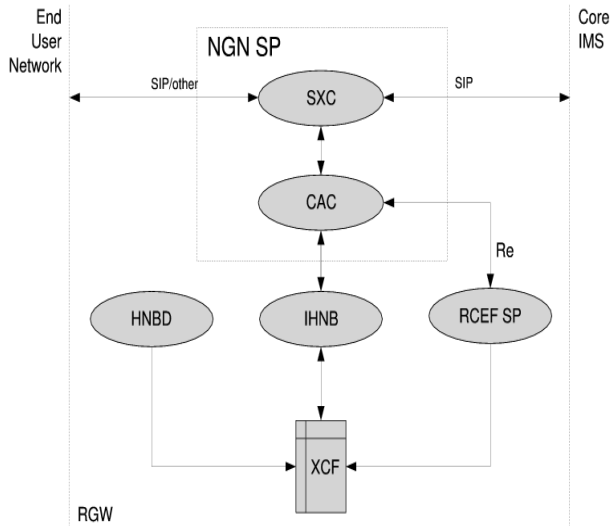 End
User
Network
Core
IMS
NGN SP
SIP/other
SXC
SIP
CAC
Re
HNBD
IHNB
RCEF SP
XCF
RGW